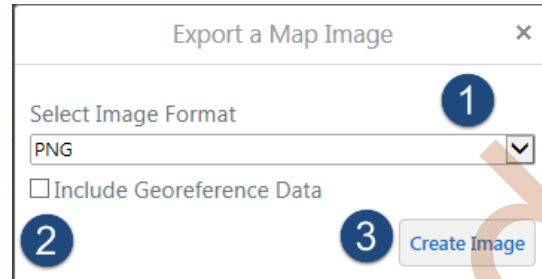 Export a Map Image ×
1
Select Image Format
PNG
Include Georeference Data
2
3 Create Image